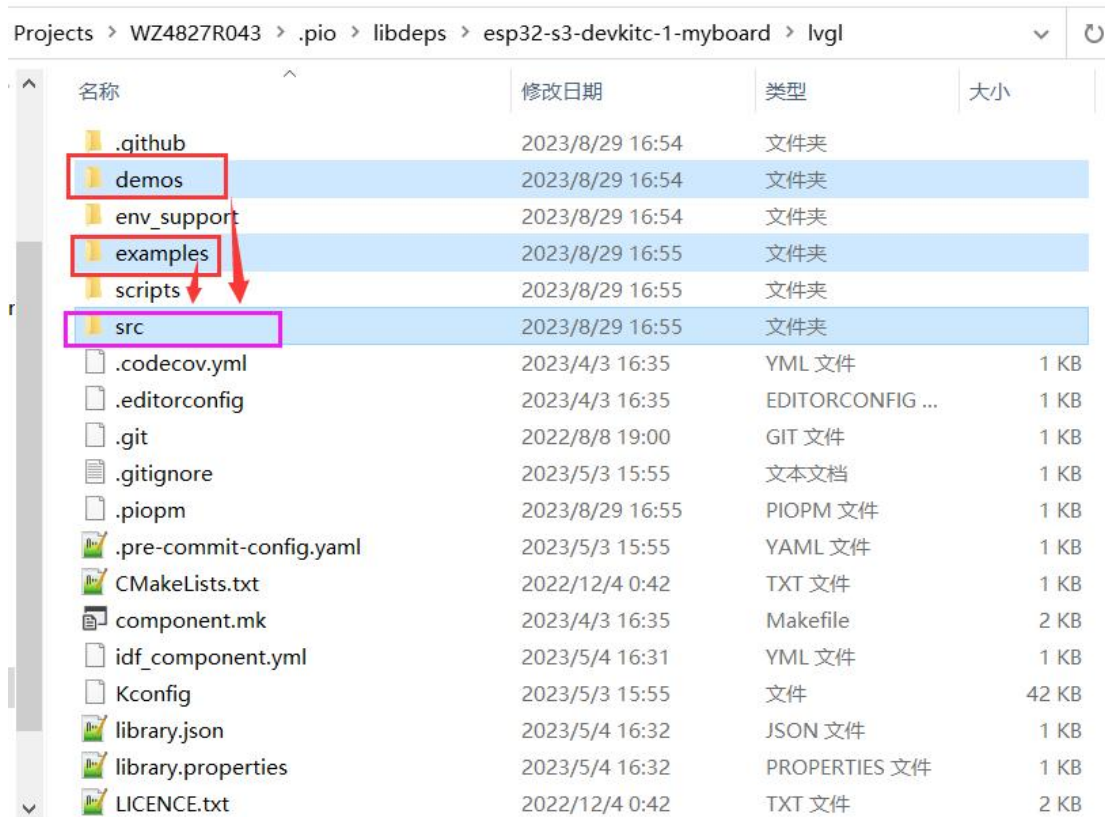 Projects > WZ4827R043 > .pio > libdeps > esp32-s3-devkitc-1-myboard > lvgl
名称 修改日期 类型 大小
.github 2023/8/29 16:54 文件夹
demos 2023/8/29 16:54 文件夹
env_support 2023/8/29 16:54 文件夹
examples 2023/8/29 16:55 文件夹
scripts 2023/8/29 16:55 文件夹
src 2023/8/29 16:55 文件夹
.codecov.yml 2023/4/3 16:35 YML 文件 1 KB
.editorconfig 2023/4/3 16:35 EDITORCONFIG ... 1 KB
.git 2022/8/8 19:00 GIT 文件 1 KB
.gitignore 2023/5/3 15:55 文本文档 1 KB
.piopm 2023/8/29 16:55 PIOPM 文件 1 KB
.pre-commit-config.yaml 2023/5/3 15:55 YAML 文件 1 KB
CMakeLists.txt 2022/12/4 0:42 TXT 文件 1 KB
component.mk 2023/4/3 16:35 Makefile 2 KB
idf_component.yml 2023/5/4 16:31 YML 文件 1 KB
Kconfig 2023/5/3 15:55 文件 42 KB
library.json 2023/5/4 16:32 JSON 文件 1 KB
library.properties 2023/5/4 16:32 PROPERTIES 文件 1 KB
LICENCE.txt 2022/12/4 0:42 TXT 文件 2 KB